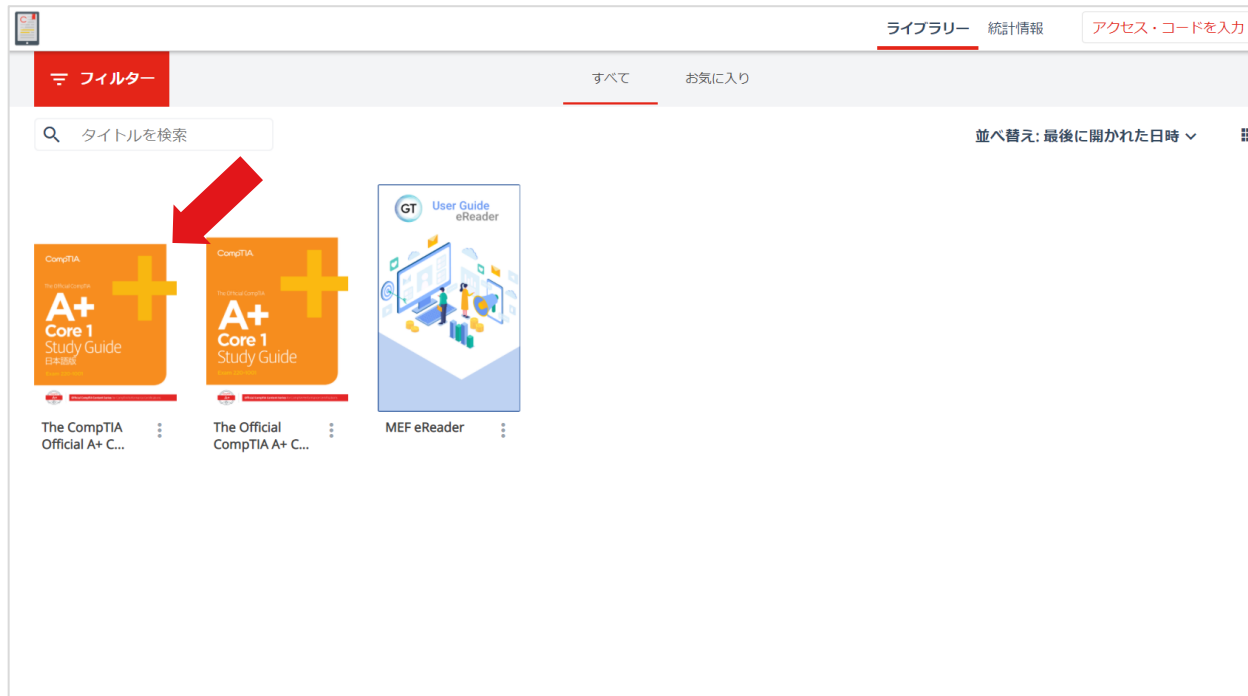 ライブラリー 統計情報 アクセス・コードを入力
フィルター
すべて お気に入り
タイトルを検索
並べ替え: 最後に開かれた日時
CompTIA
The Official CompTIA
A+
Core 1
Study Guide
日本語版
CompTIA
The Official CompTIA
A+
Core 1
Study Guide
GT User Guide
eReader
The CompTIA
Official A+ C...
The Official
CompTIA A+ C...
MEF eReader